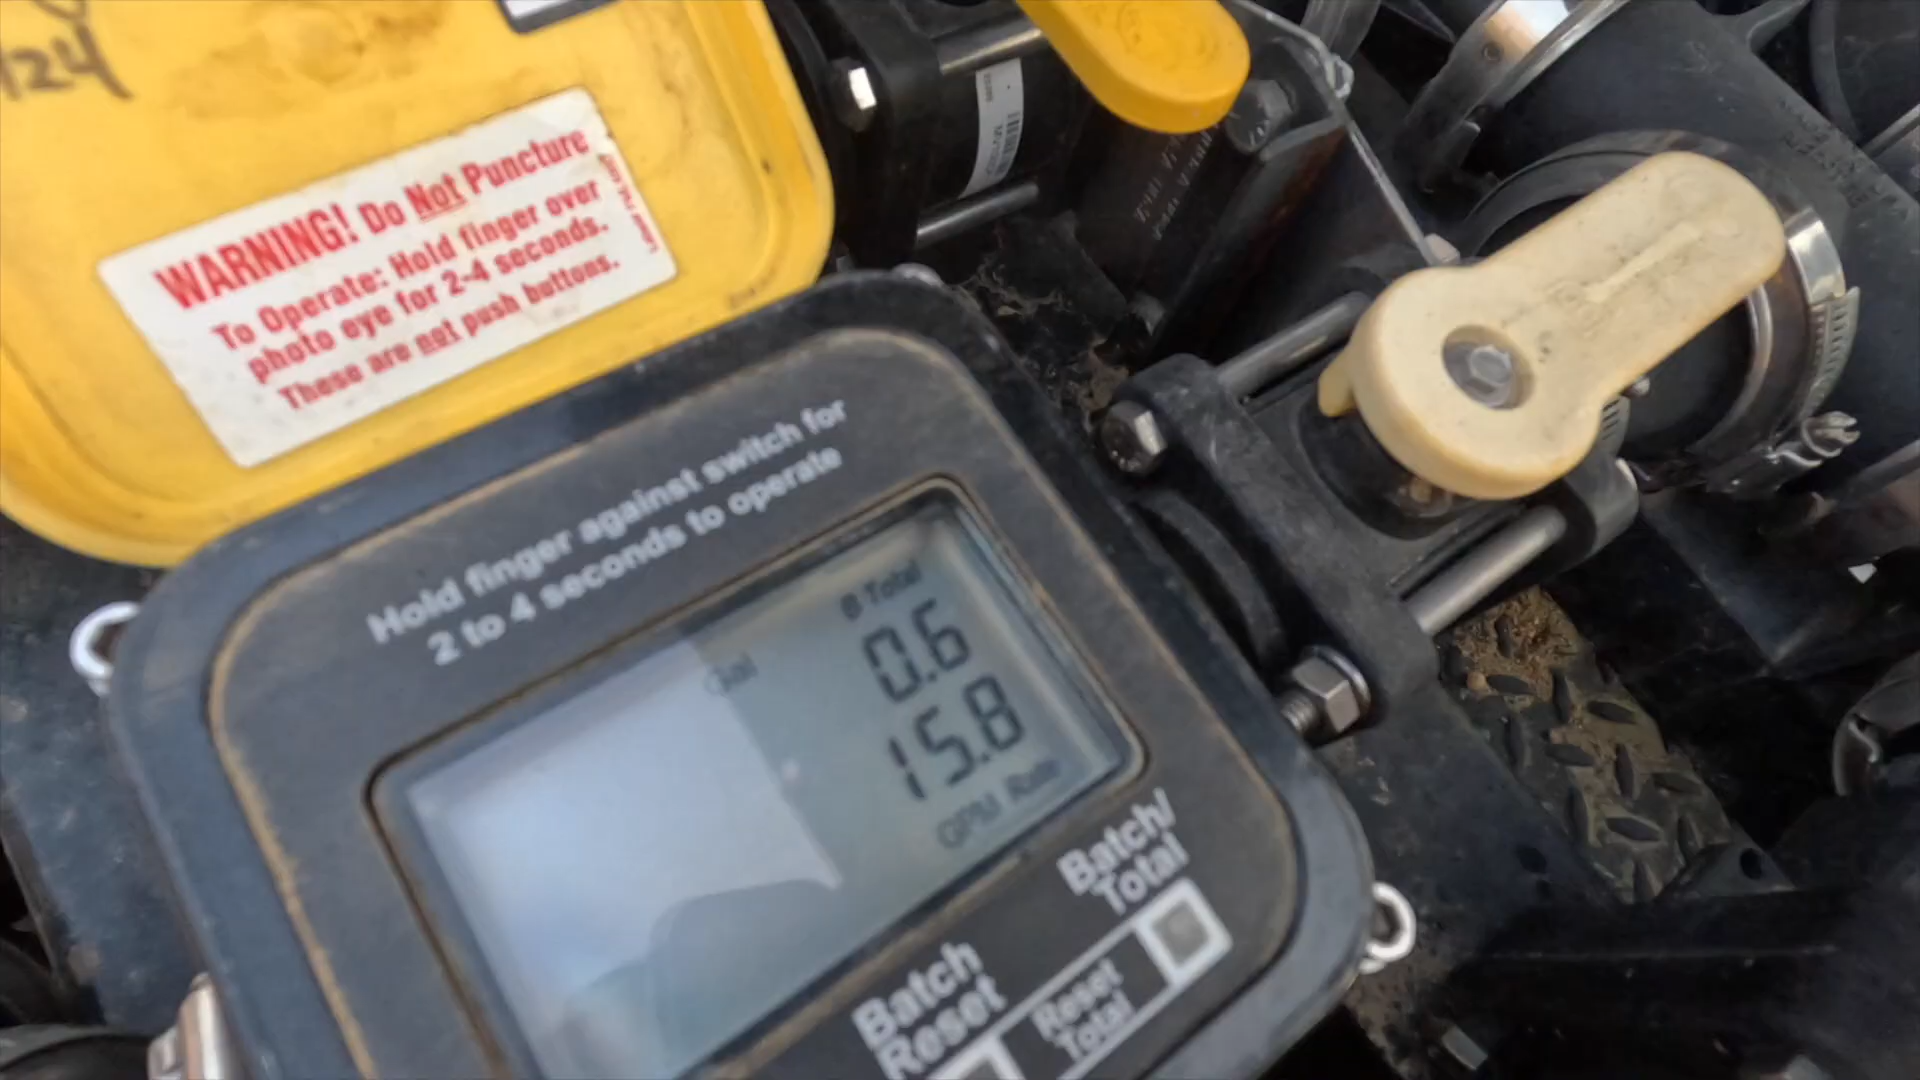 124
WARNING! Do Not Puncture
To Operate: Hold finger over
photo eye for 2-4 seconds.
These are not push buttons.
Hold finger against switch for
2 to 4 seconds to operate
Total
Gal
0.6
15.8
GPM Rate
Batch/
Total
Batch
Reset
Reset
Total